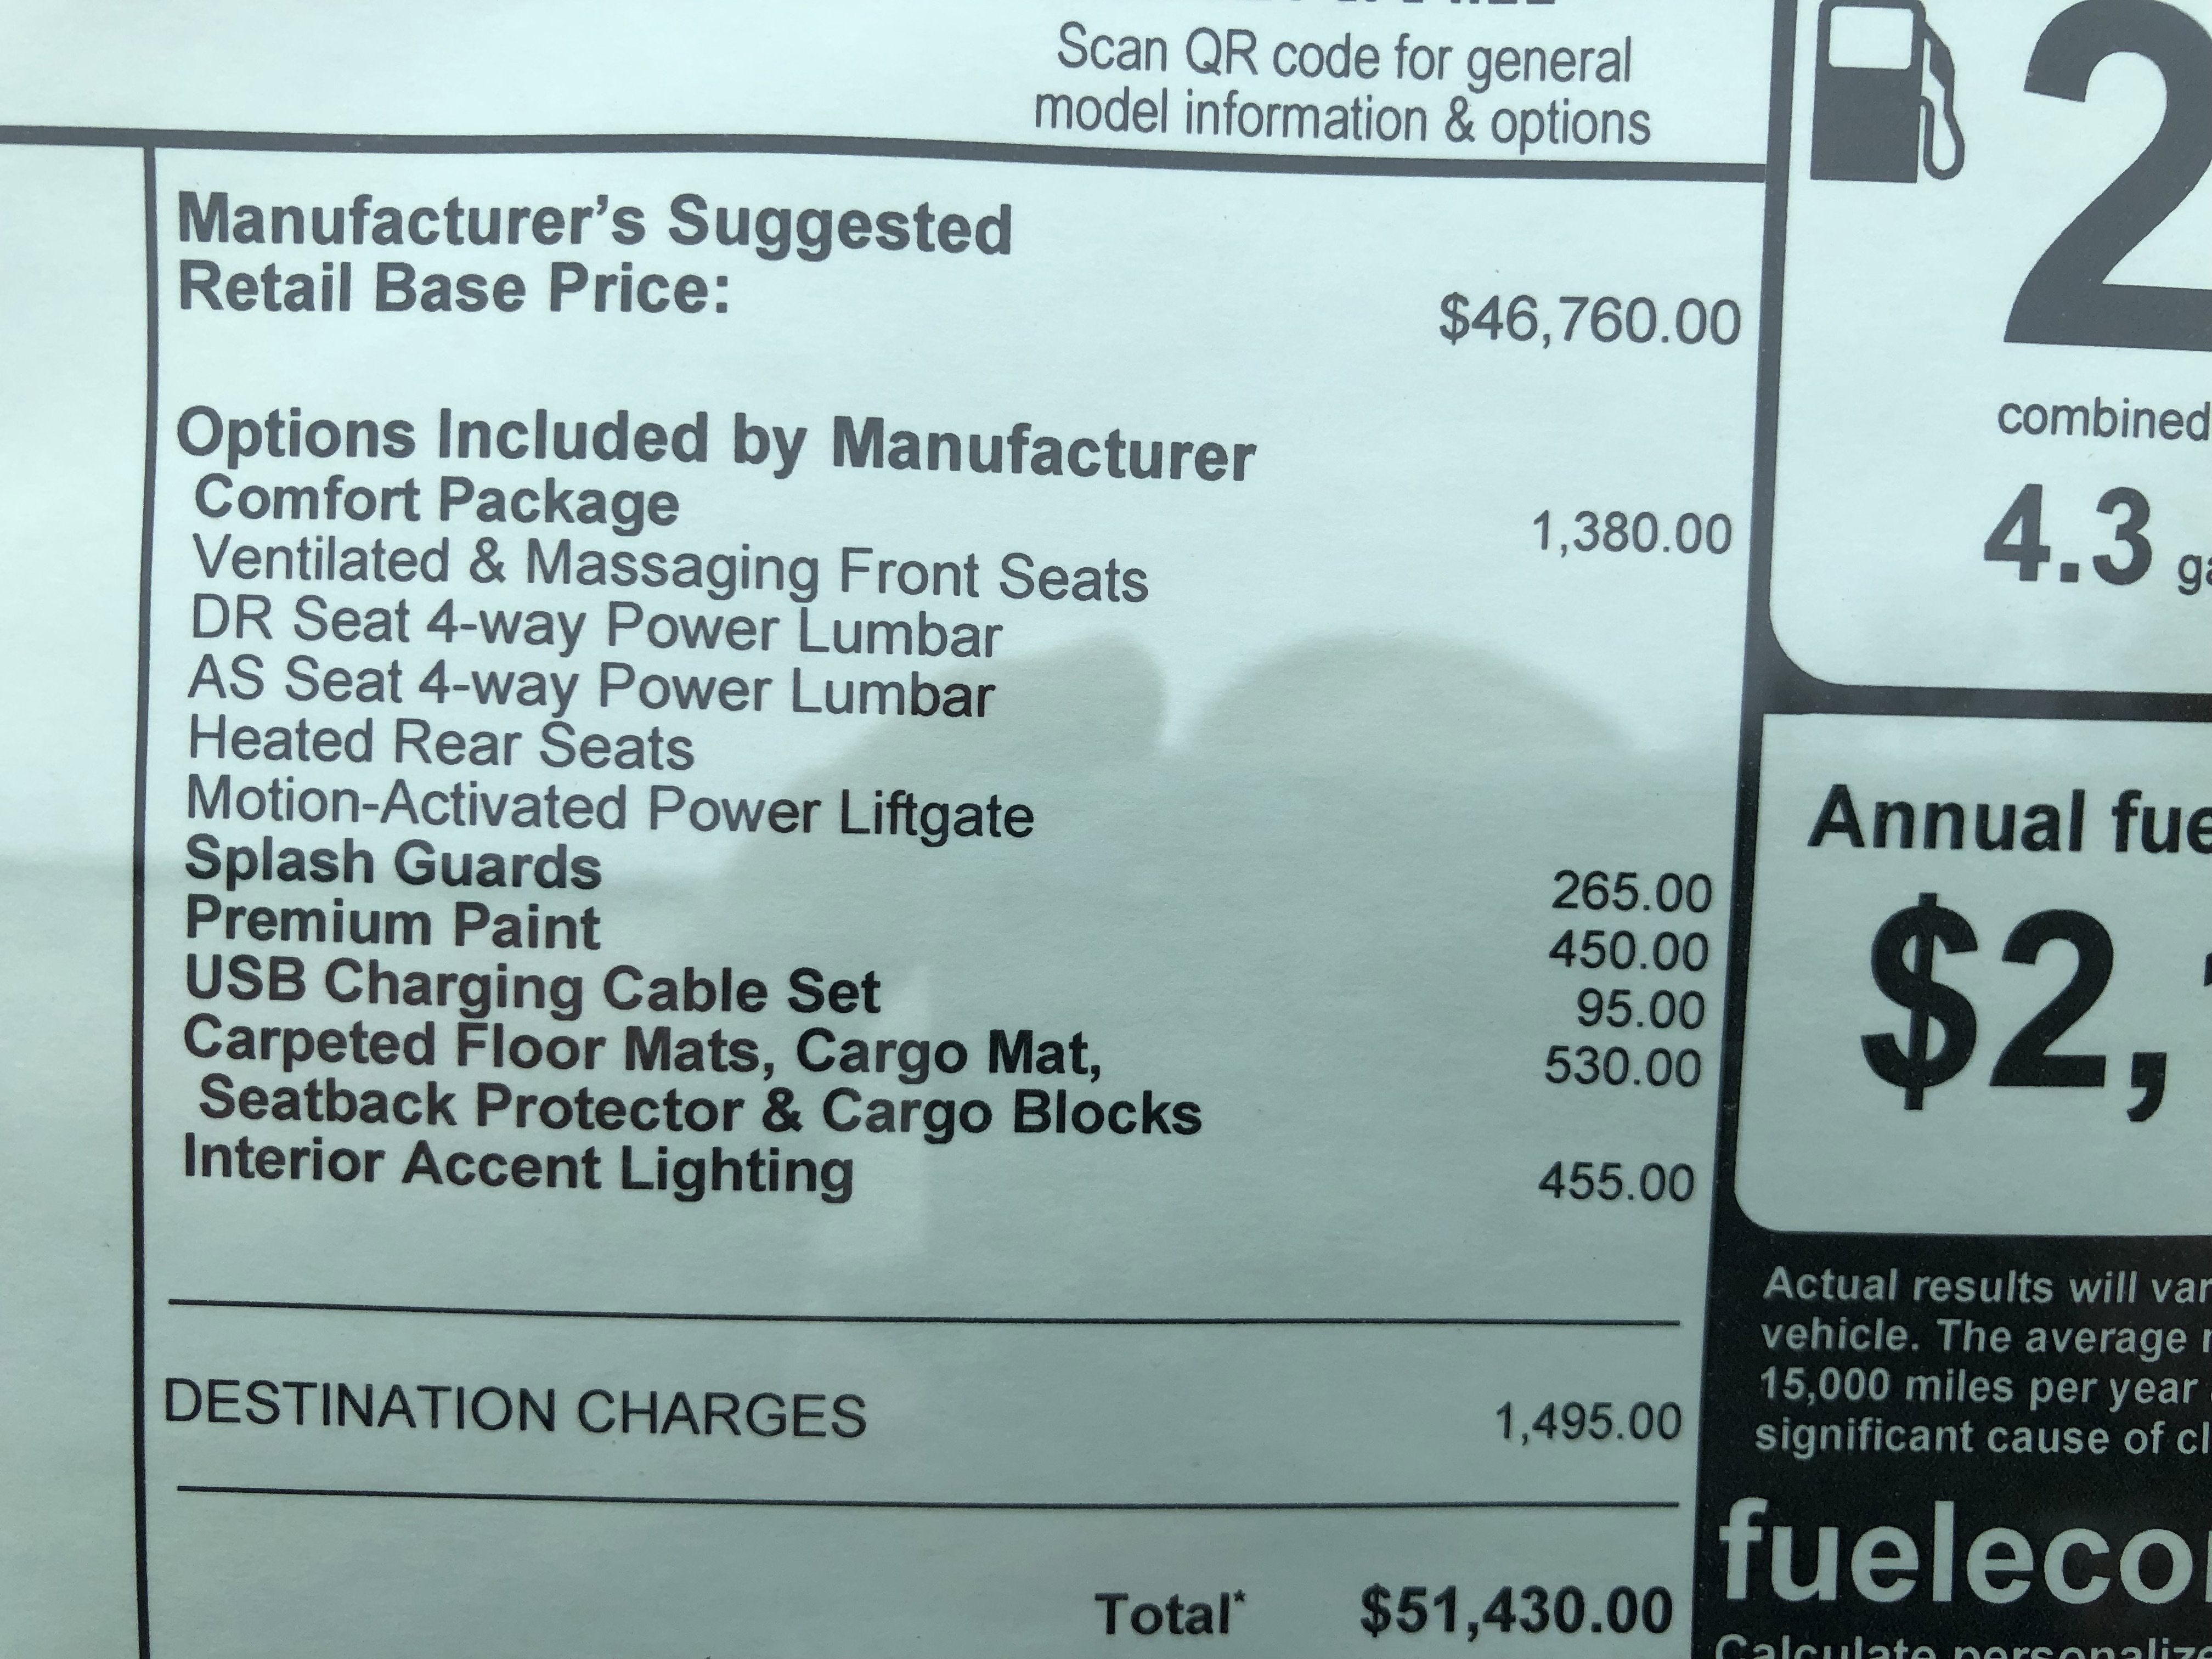 Scan QR code for general
model information & options
Manufacturer's Suggested
Retail Base Price: $46,760.00
Options Included by Manufacturer
Comfort Package 1,380.00
Ventilated & Massaging Front Seats
DR Seat 4-way Power Lumbar
AS Seat 4-way Power Lumbar
Heated Rear Seats
Motion-Activated Power Liftgate
Splash Guards 265.00
Premium Paint 450.00
USB Charging Cable Set 95.00
Carpeted Floor Mats, Cargo Mat, 530.00
Seatback Protector & Cargo Blocks
Interior Accent Lighting 455.00
DESTINATION CHARGES 1,495.00
Total* $51,430.00
2
combined
4.3
Annual
$2,
Actual results will
vehicle. The average
15,000 miles per year
significant cause of
Calculate